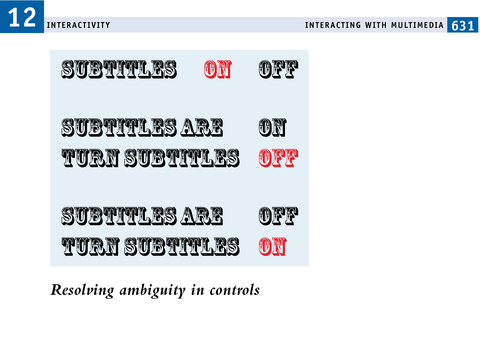 12 INTERACTIVITY INTERACTING WITH MULTIMEDIA 631
SUBTITLES ON OFF
SUBTITLES ARE ON
TURN SUBTITLES OFF
SUBTITLES ARE OFF
TURN SUBTITLES ON
Resolving ambiguity in controls